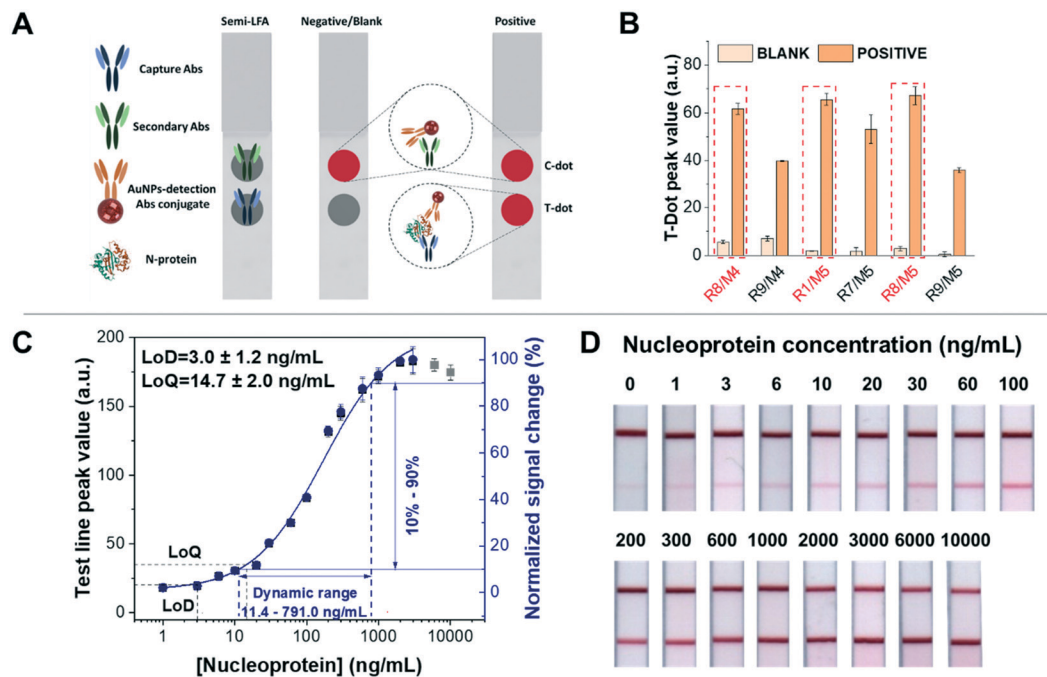 A
Semi-LFA
Negative/Blank
Positive
Capture Abs
Secondary Abs
AuNPs-detection
Abs conjugate
N-protein
C-dot
T-dot
B
T-Dot peak value (a.u.)
80
60
40
20
0
BLANK
POSITIVE
R8/M4
R9/M4
R1/M5
R7/M5
R8/M5
R9/M5
C
Test line peak value (a.u.)
200
150
100
50
0
LoD=3.0 ± 1.2 ng/mL
LoQ=14.7 ± 2.0 ng/mL
LoQ
LoD
10% - 90%
Dynamic range
11.4 - 791.0 ng/mL
1
10
100
1000
10000
[Nucleoprotein] (ng/mL)
100
80
60
40
20
0
Normalized signal change (%)
D
Nucleoprotein concentration (ng/mL)
0 1 3 6 10 20 30 60 100
200 300 600 1000 2000 3000 6000 10000